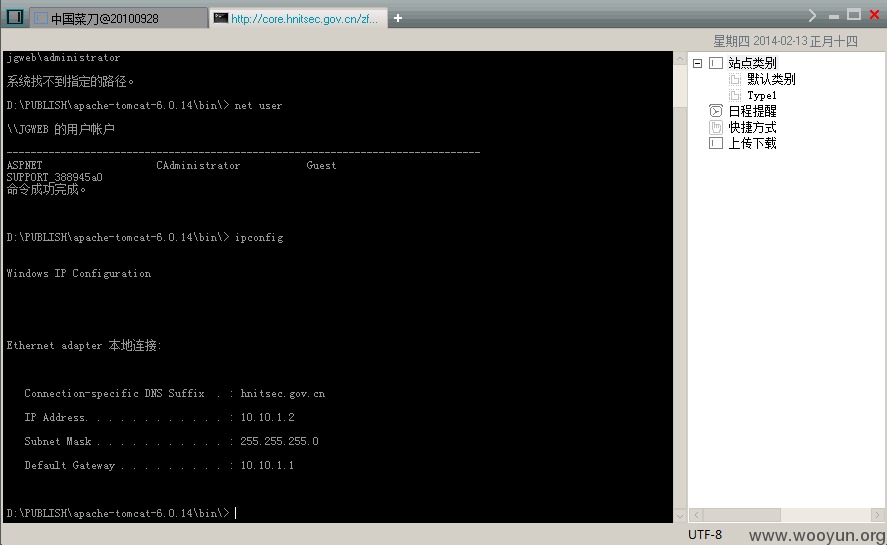 中国菜刀@20100928
http://core.hnitsec.gov.cn/zf...
星期四 2014-02-13 正月十四
jgweb\administrator
系统找不到指定的路径。
D:\PUBLISH\apache-tomcat-6.0.14\bin\> net user
\\JGWEB 的用户帐户
-------------------------------------------------------------------------------
ASPNET CAdministrator Guest
SUPPORT_388945a0
命令成功完成。
D:\PUBLISH\apache-tomcat-6.0.14\bin\> ipconfig
Windows IP Configuration
Ethernet adapter 本地连接:
Connection-specific DNS Suffix . : hnitsec.gov.cn
IP Address. . . . . . . . . . . . : 10.10.1.2
Subnet Mask . . . . . . . . . . . : 255.255.255.0
Default Gateway . . . . . . . . . : 10.10.1.1
D:\PUBLISH\apache-tomcat-6.0.14\bin\>
站点类别
默认类别
Type1
日程提醒
快捷方式
上传下载
UTF-8
www.wooyun.org